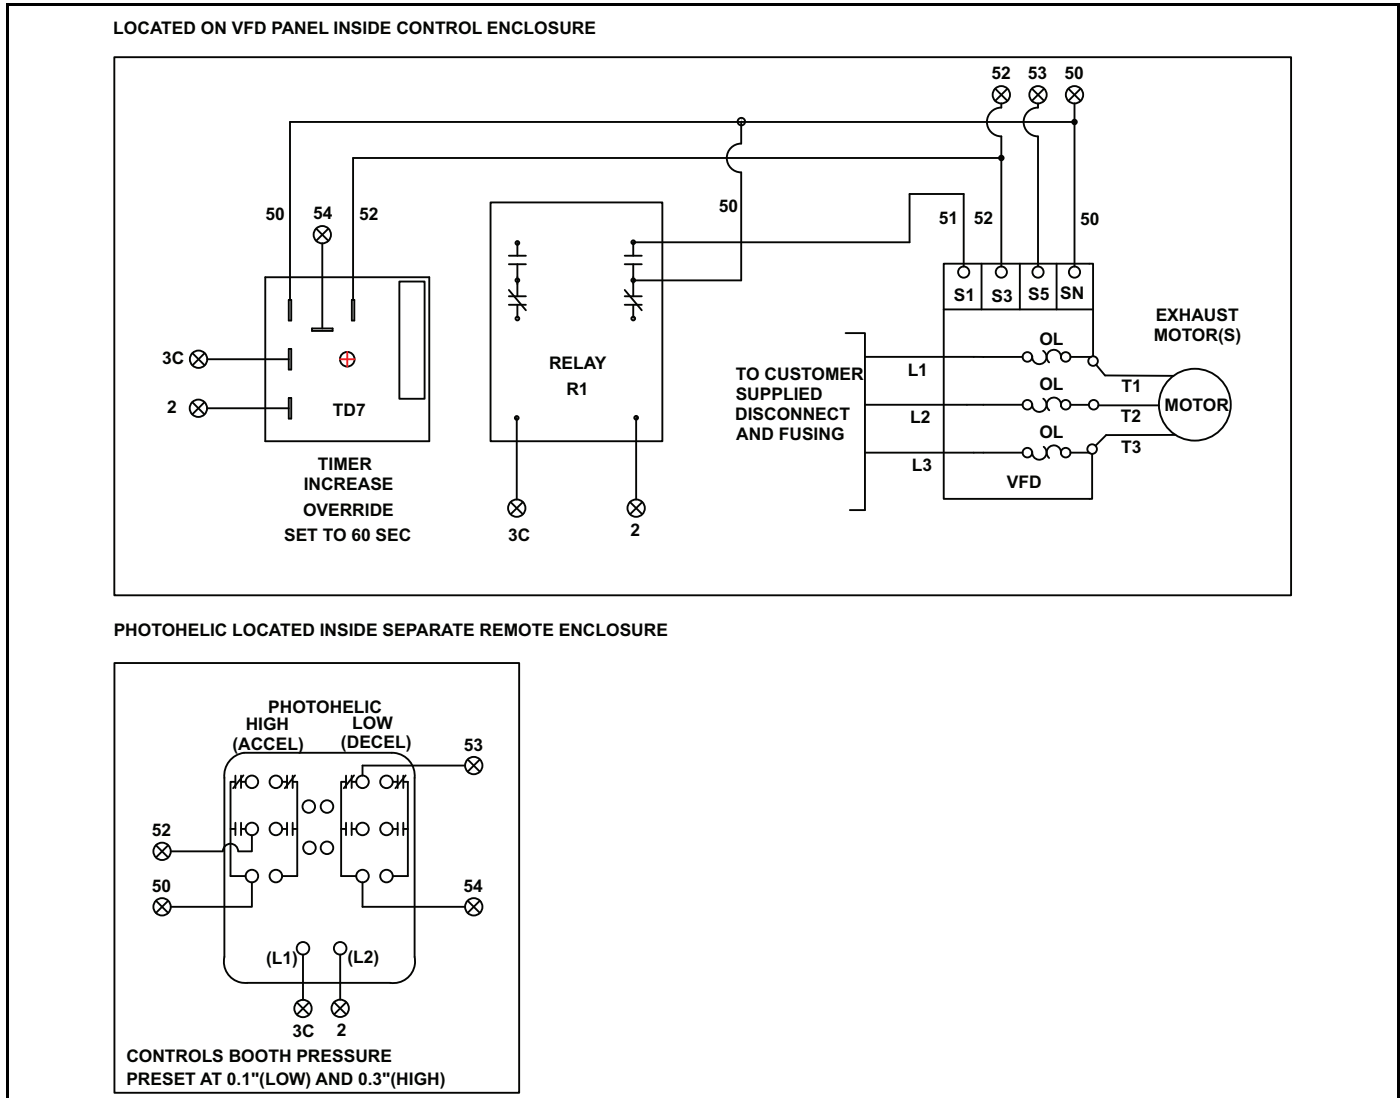 LOCATED ON VFD PANEL INSIDE CONTROL ENCLOSURE
52 53 50
50 54 52
50
51 52 50
S1 S3 S5 SN
3C
2
TD7
TIMER
INCREASE
OVERRIDE
SET TO 60 SEC
RELAY
R1
3C 2
TO CUSTOMER
SUPPLIED
DISCONNECT
AND FUSING
L1
L2
L3
OL
OL
OL
VFD
EXHAUST
MOTOR(S)
T1
T2
T3
MOTOR
PHOTOHELIC LOCATED INSIDE SEPARATE REMOTE ENCLOSURE
PHOTOHELIC
HIGH
(ACCEL)
LOW
(DECEL)
53
52
50
54
(L1) (L2)
3C 2
CONTROLS BOOTH PRESSURE
PRESET AT 0.1"(LOW) AND 0.3"(HIGH)